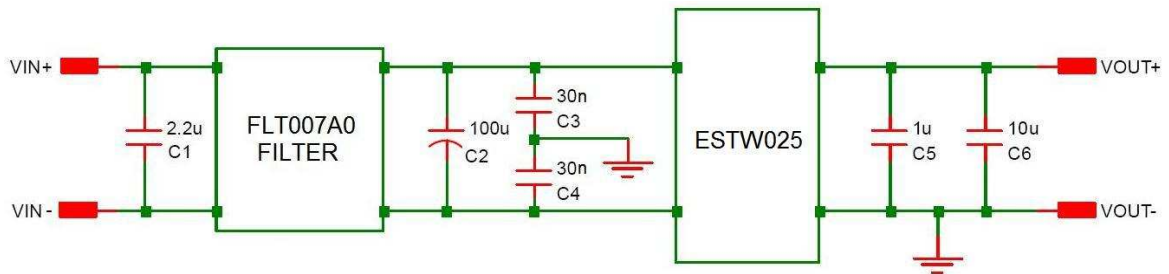 VIN+
2.2u
C1
VIN-
FLT007A0
FILTER
100u
C2
30n
C3
30n
C4
ESTW025
1u
C5
10u
C6
VOUT+
VOUT-